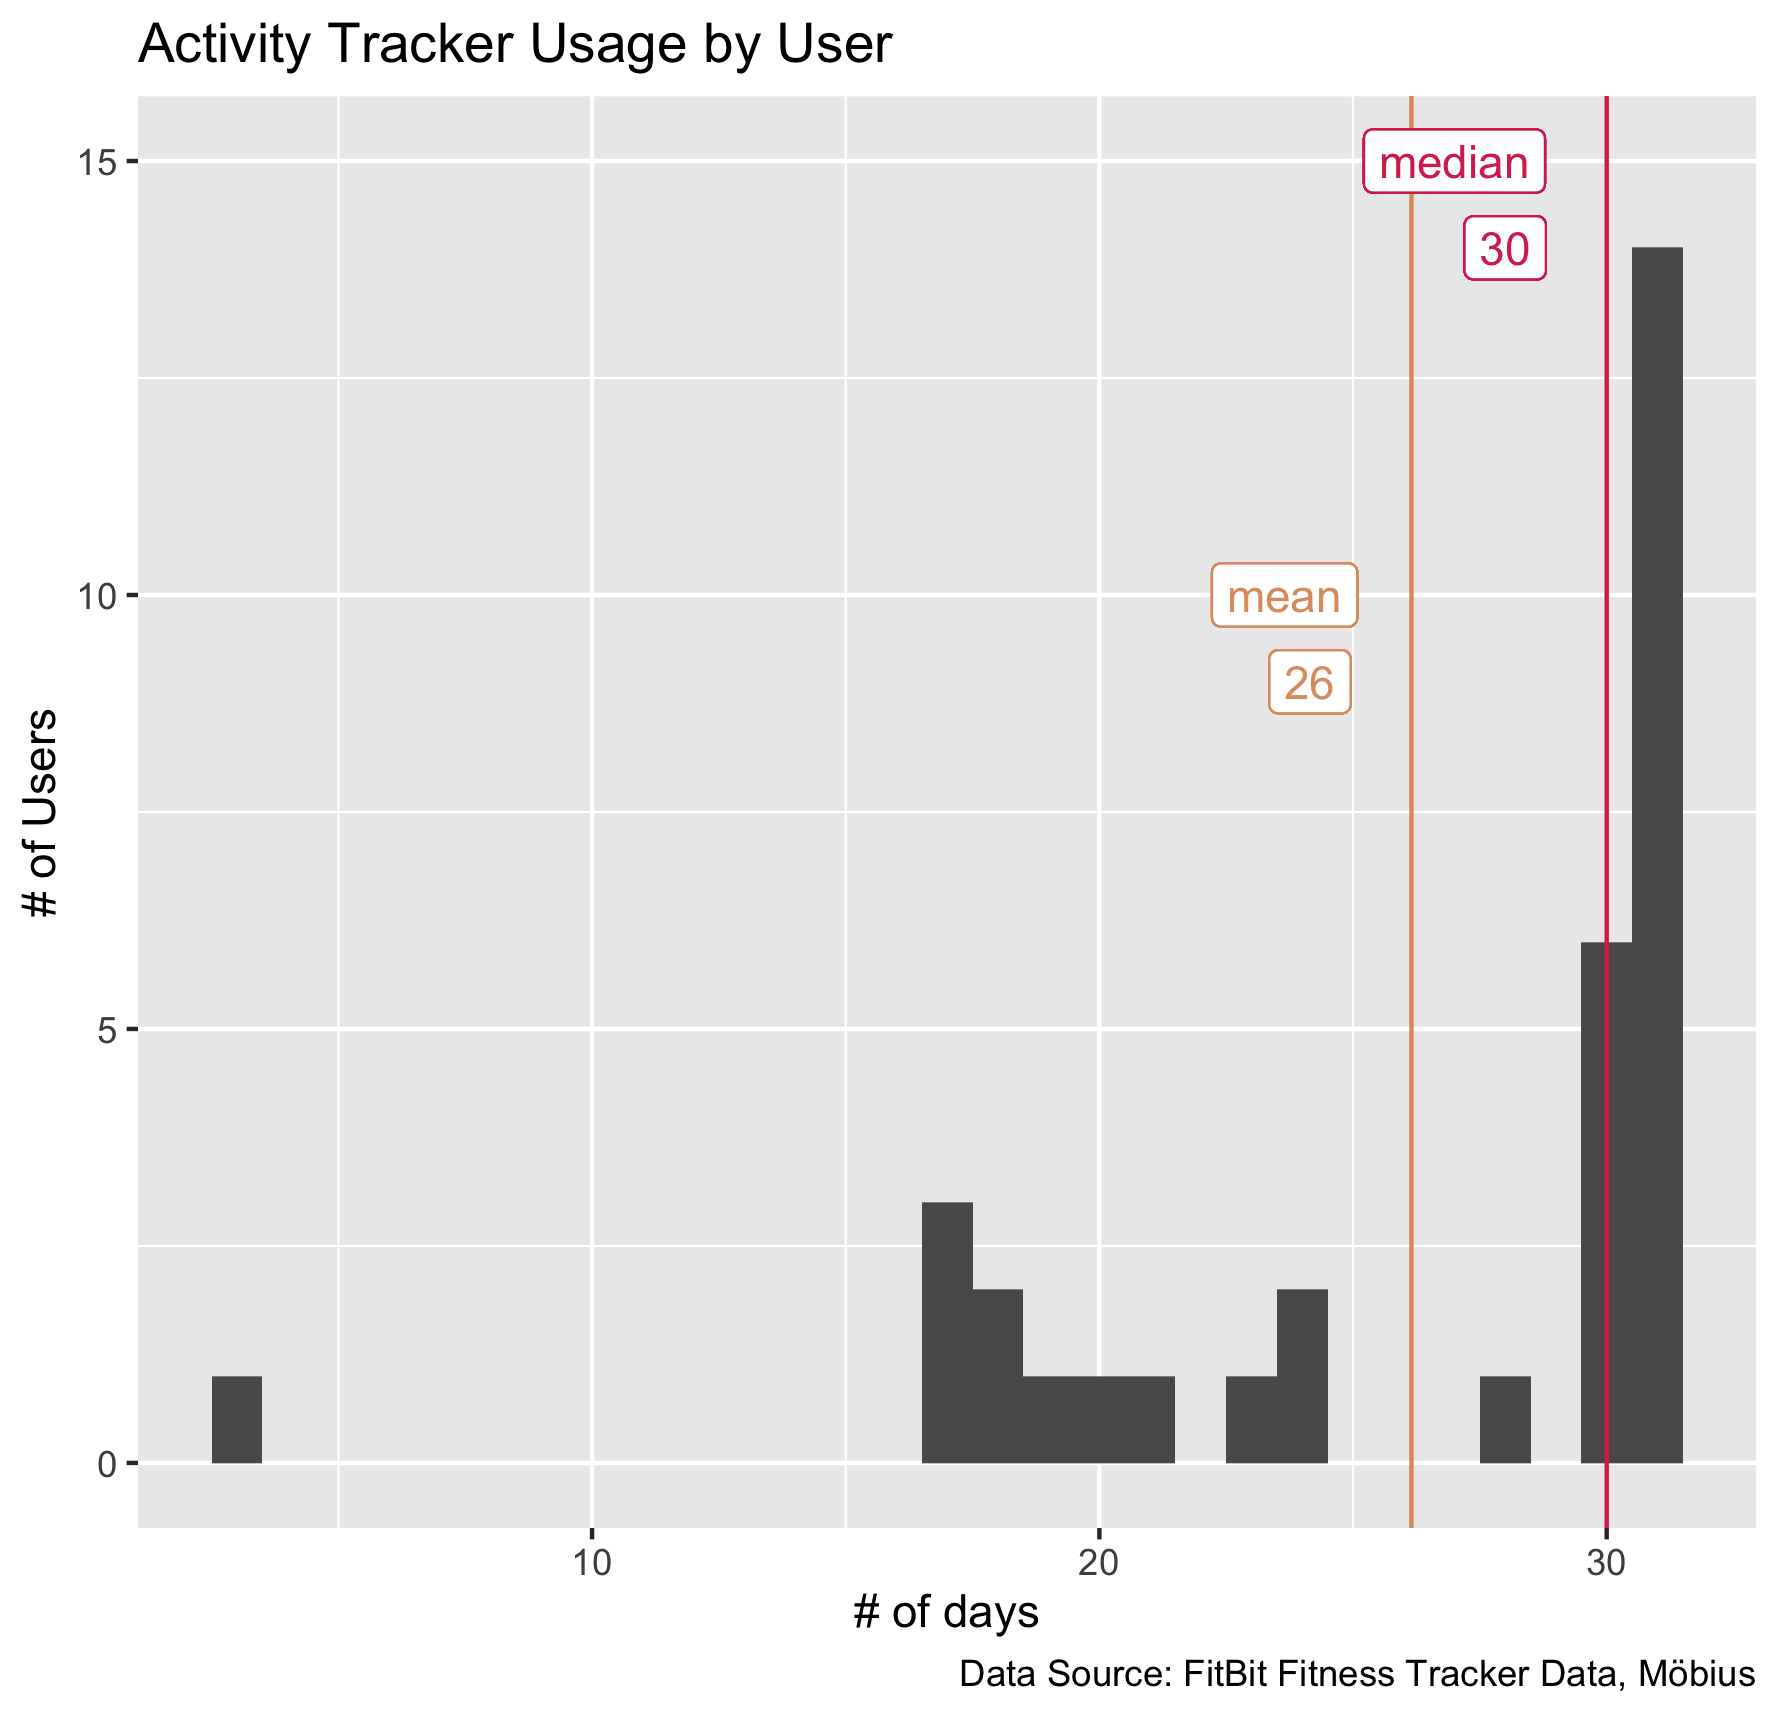 Activity Tracker Usage by User
15
median
30
10
mean
26
# of Users
5
0
10
20
30
# of days
Data Source: FitBit Fitness Tracker Data, Möbius